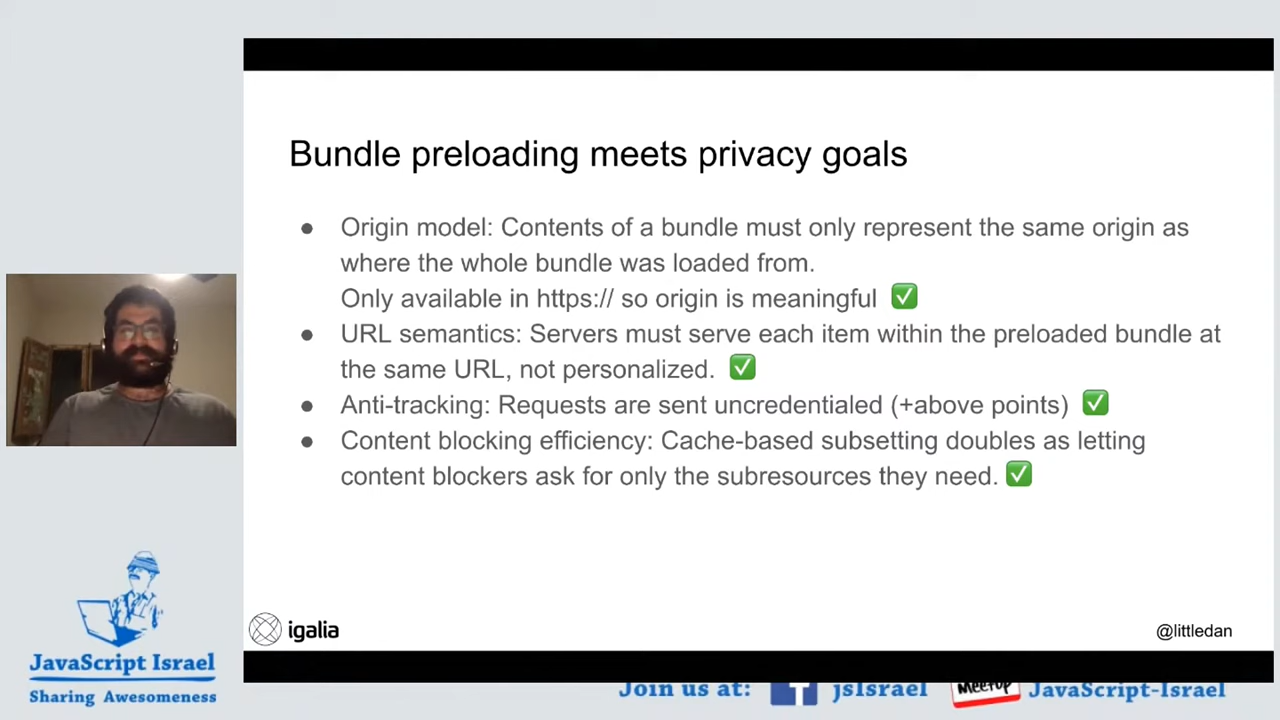 Bundle preloading meets privacy goals
● Origin model: Contents of a bundle must only represent the same origin as
where the whole bundle was loaded from.
Only available in https:// so origin is meaningful ✅
● URL semantics: Servers must serve each item within the preloaded bundle at
the same URL, not personalized. ✅
● Anti-tracking: Requests are sent uncredentialed (+above points) ✅
● Content blocking efficiency: Cache-based subsetting doubles as letting
content blockers ask for only the subresources they need. ✅
igalia
@littledan
JavaScript Israel
Sharing Awesomeness
Join us at: f jsIsrael Meetup JavaScript-Israel